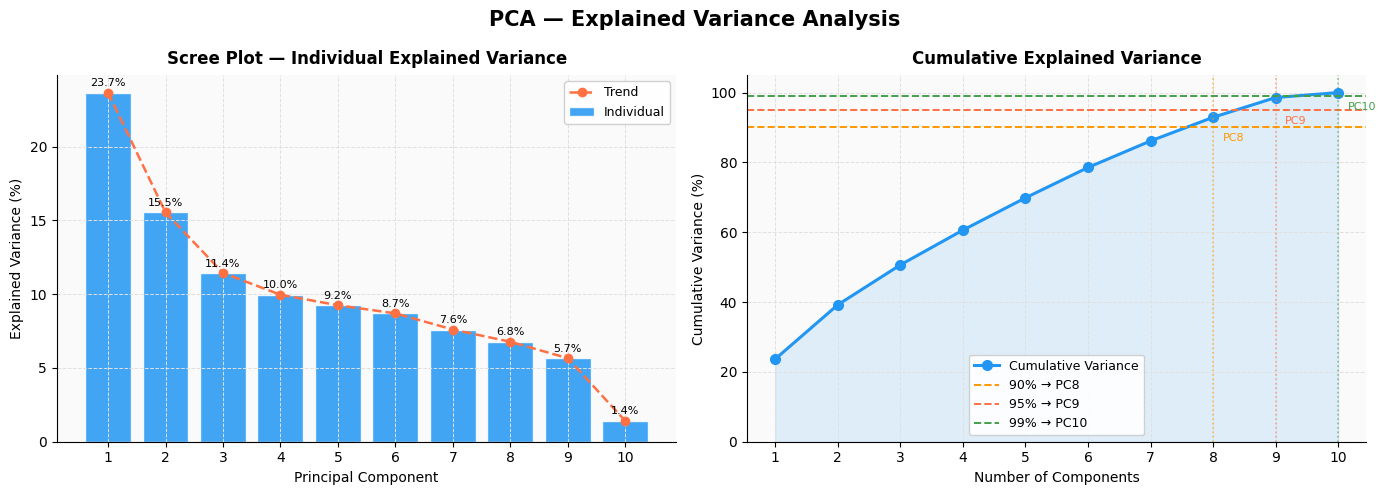 PCA — Explained Variance Analysis
Scree Plot — Individual Explained Variance
Explained Variance (%)
20
15
10
5
0
23.7%
15.5%
11.4%
10.0%
9.2%
8.7%
7.6%
6.8%
5.7%
1.4%
Trend
Individual
1 2 3 4 5 6 7 8 9 10
Principal Component
Cumulative Explained Variance
Cumulative Variance (%)
100
80
60
40
20
0
PC10
PC9
PC8
Cumulative Variance
90% → PC8
95% → PC9
99% → PC10
1 2 3 4 5 6 7 8 9 10
Number of Components